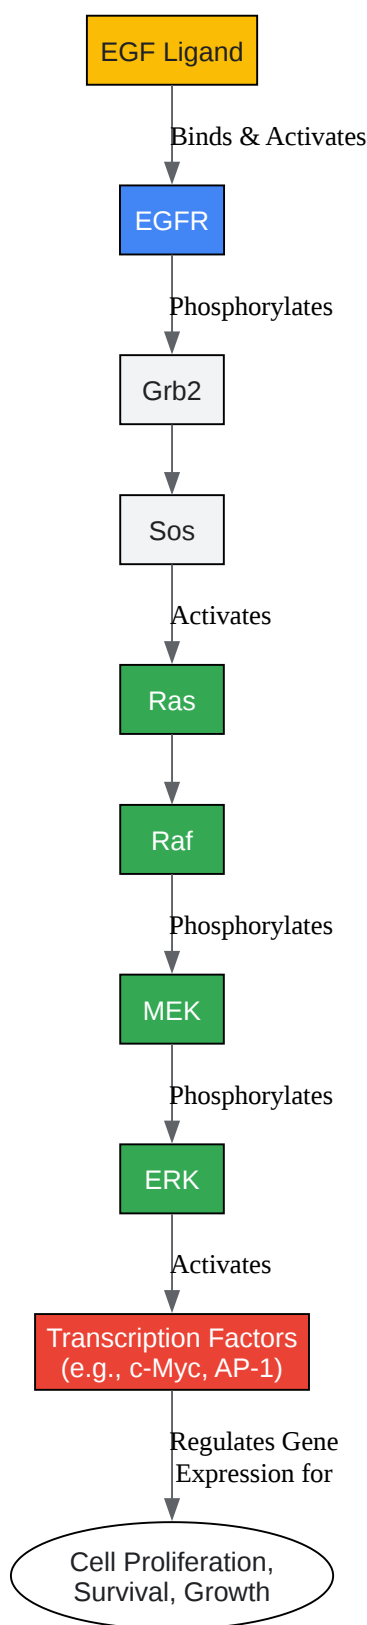 EGF Ligand
Binds & Activates
EGFR
Phosphorylates
Grb2
Sos
Activates
Ras
Raf
Phosphorylates
MEK
Phosphorylates
ERK
Activates
Transcription Factors
(e.g., c-Myc, AP-1)
Regulates Gene
Expression for
Cell Proliferation,
Survival, Growth